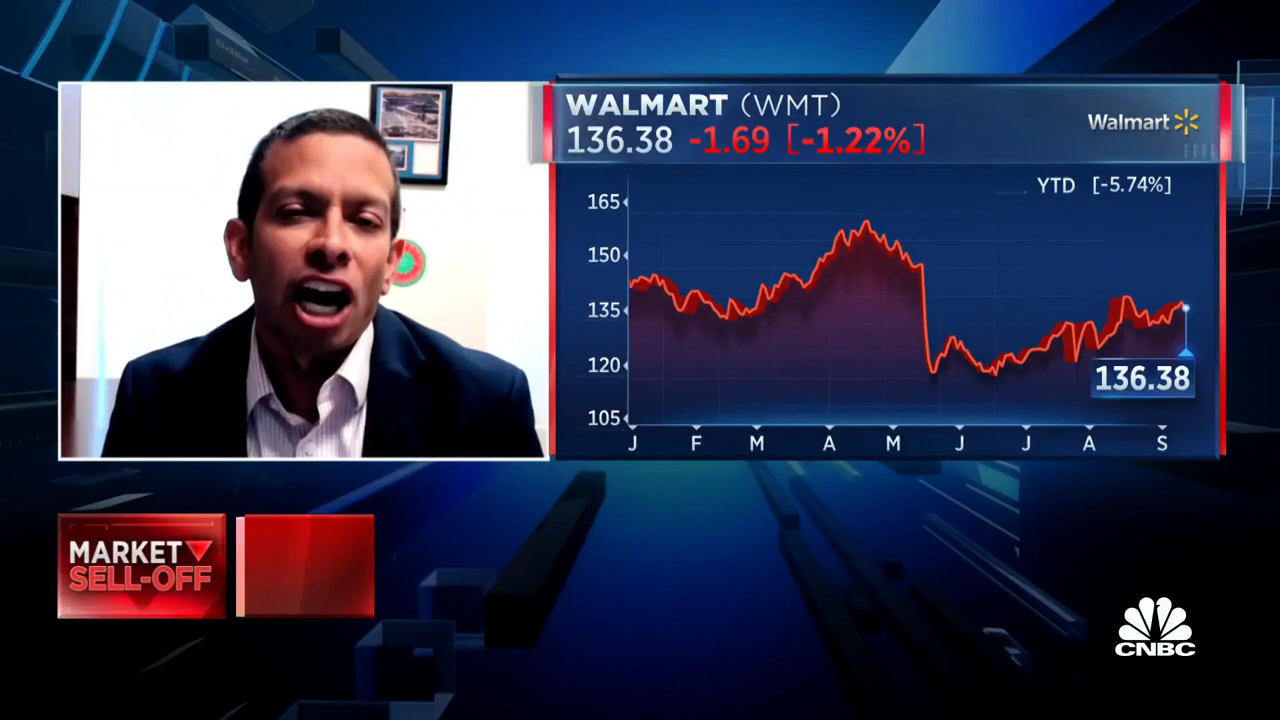 WALMART (WMT)
136.38 -1.69 [-1.22%]
Walmart
YTD [-5.74%]
165
150
135
120
105
136.38
J F M A M J J A S
MARKET
SELL-OFF
CNBC